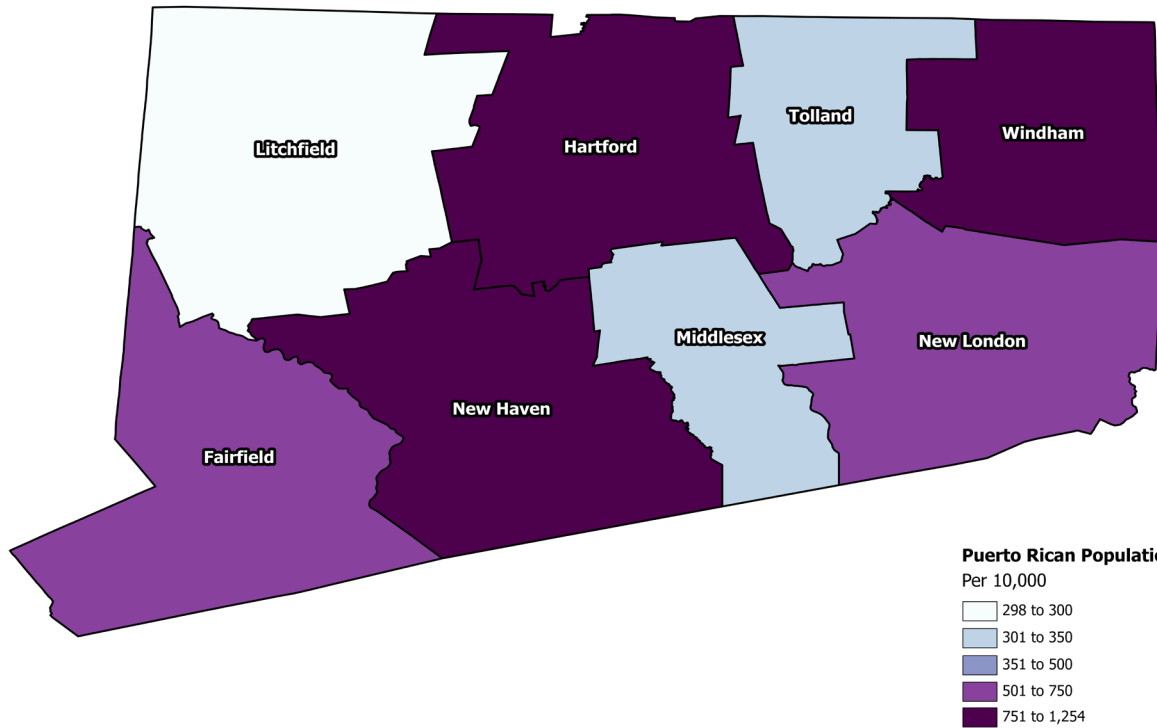 Tolland
Windham
Litchfield
Hartford
Middlesex
New London
New Haven
Fairfield
Puerto Rican Populatio
Per 10,000
298 to 300
301 to 350
351 to 500
501 to 750
751 to 1,254